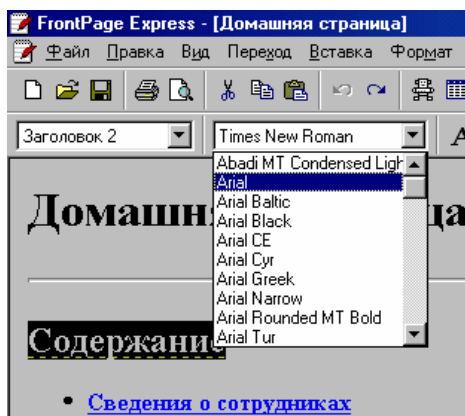 FrontPage Express - [Домашняя страница]
Файл Правка Вид Переход Вставка Формат
Заголовок 2 Times New Roman A
Abadi MT Condensed Ligh
Arial
Arial Baltic
Arial Black
Arial CE
Arial Cyr
Arial Greek
Arial Narrow
Arial Rounded MT Bold
Arial Tur
Домашн ца
Содержание
Сведения о сотрудниках